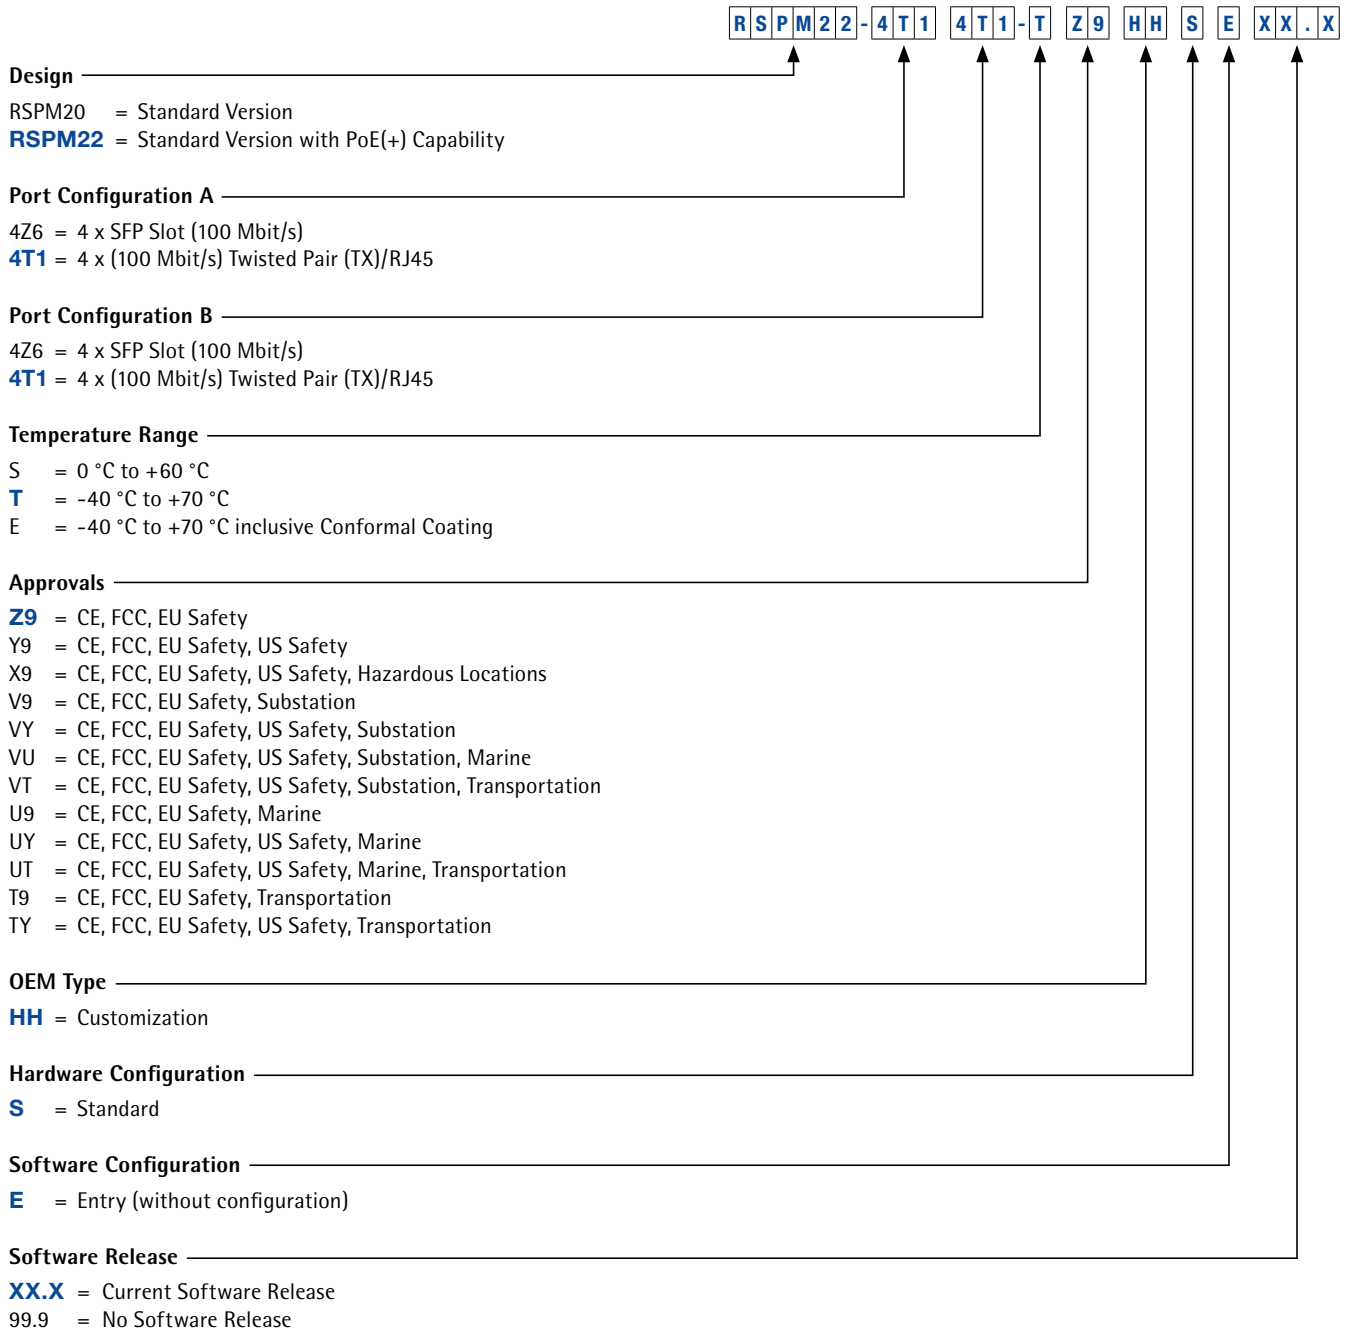 RSPM22-4T1 4T1-T Z9 HH S E XX.X
Design
RSPM20 = Standard Version
RSPM22 = Standard Version with PoE(+) Capability
Port Configuration A
4Z6 = 4 x SFP Slot (100 Mbit/s)
4T1 = 4 x (100 Mbit/s) Twisted Pair (TX)/RJ45
Port Configuration B
4Z6 = 4 x SFP Slot (100 Mbit/s)
4T1 = 4 x (100 Mbit/s) Twisted Pair (TX)/RJ45
Temperature Range
S = 0 °C to +60 °C
T = -40 °C to +70 °C
E = -40 °C to +70 °C inclusive Conformal Coating
Approvals
Z9 = CE, FCC, EU Safety
Y9 = CE, FCC, EU Safety, US Safety
X9 = CE, FCC, EU Safety, US Safety, Hazardous Locations
V9 = CE, FCC, EU Safety, Substation
VY = CE, FCC, EU Safety, US Safety, Substation
VU = CE, FCC, EU Safety, US Safety, Substation, Marine
VT = CE, FCC, EU Safety, US Safety, Substation, Transportation
U9 = CE, FCC, EU Safety, Marine
UY = CE, FCC, EU Safety, US Safety, Marine
UT = CE, FCC, EU Safety, US Safety, Marine, Transportation
T9 = CE, FCC, EU Safety, Transportation
TY = CE, FCC, EU Safety, US Safety, Transportation
OEM Type
HH = Customization
Hardware Configuration
S = Standard
Software Configuration
E = Entry (without configuration)
Software Release
XX.X = Current Software Release
99.9 = No Software Release